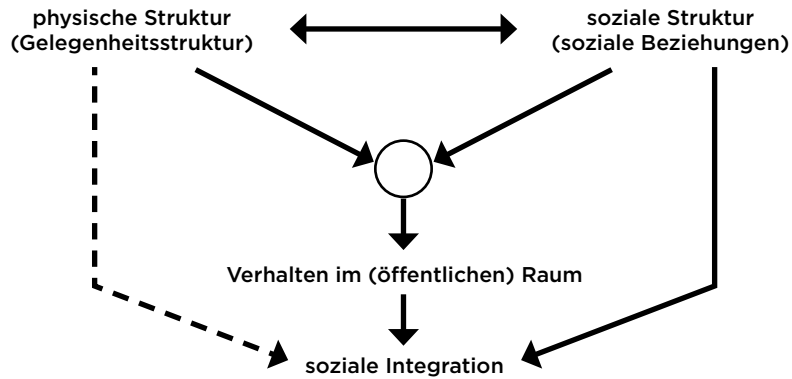 physische Struktur
(Gelegenheitsstruktur)
soziale Struktur
(soziale Beziehungen)
Verhalten im (öffentlichen) Raum
soziale Integration